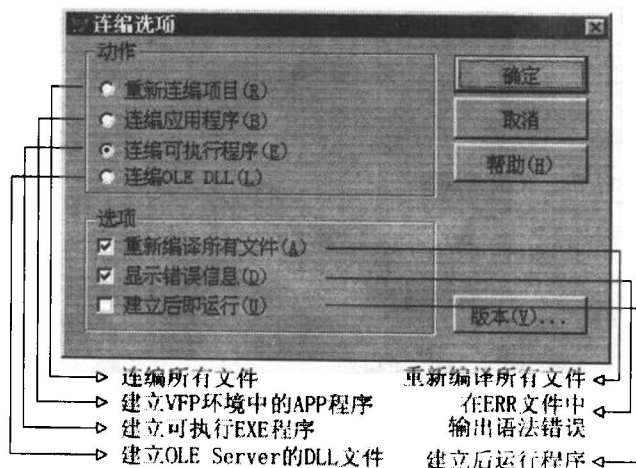 连编选项
动作
重新连编项目(R)
连编应用程序(B)
连编可执行程序(E)
连编OLE DLL(L)
确定
取消
帮助(H)
选项
重新编译所有文件(A)
显示错误信息(D)
建立后即运行(U)
版本(V)...
连编所有文件
建立VFP环境中的APP程序
建立可执行EXE程序
建立OLE Server的DLL文件
重新编译所有文件
在ERR文件中
输出语法错误
建立后运行程序